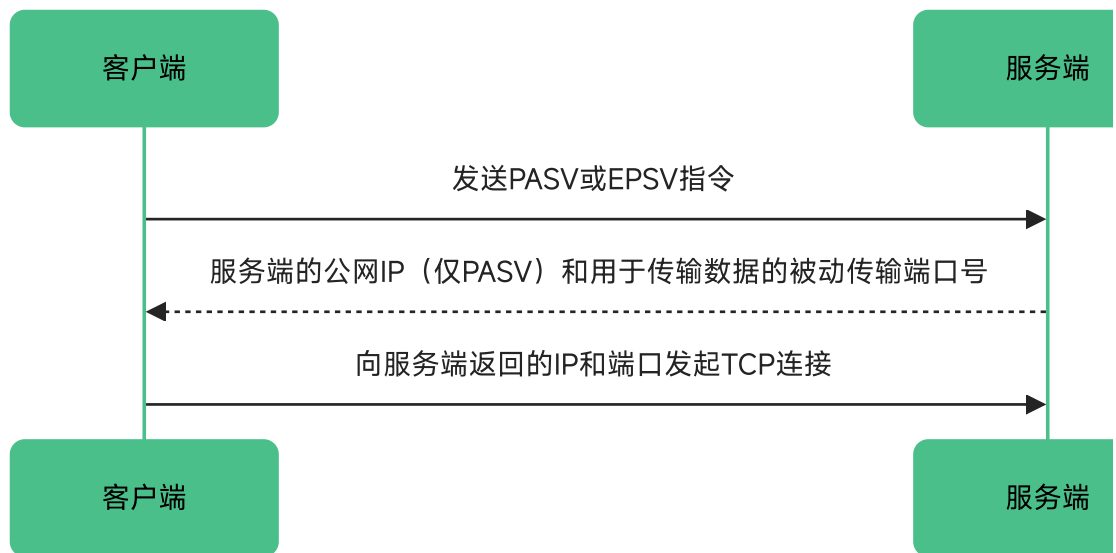 客户端
服务端
发送PASV或EPSV指令
服务端的公网IP（仅PASV）和用于传输数据的被动传输端口号
向服务端返回的IP和端口发起TCP连接
客户端
服务端